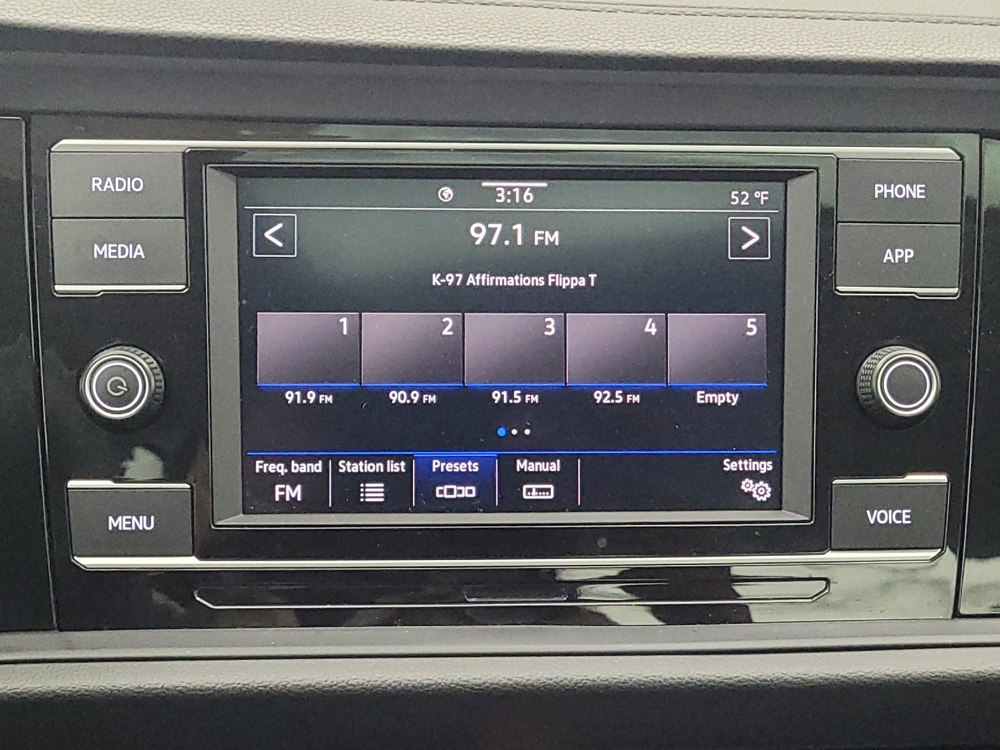 RADIO
MEDIA
MENU
3:16
52 °F
<
97.1 FM
>
K-97 Affirmations Flippa T
1 2 3 4 5
91.9 FM 90.9 FM 91.5 FM 92.5 FM Empty
Freq. band Station list Presets Manual Settings
FM
PHONE
APP
VOICE